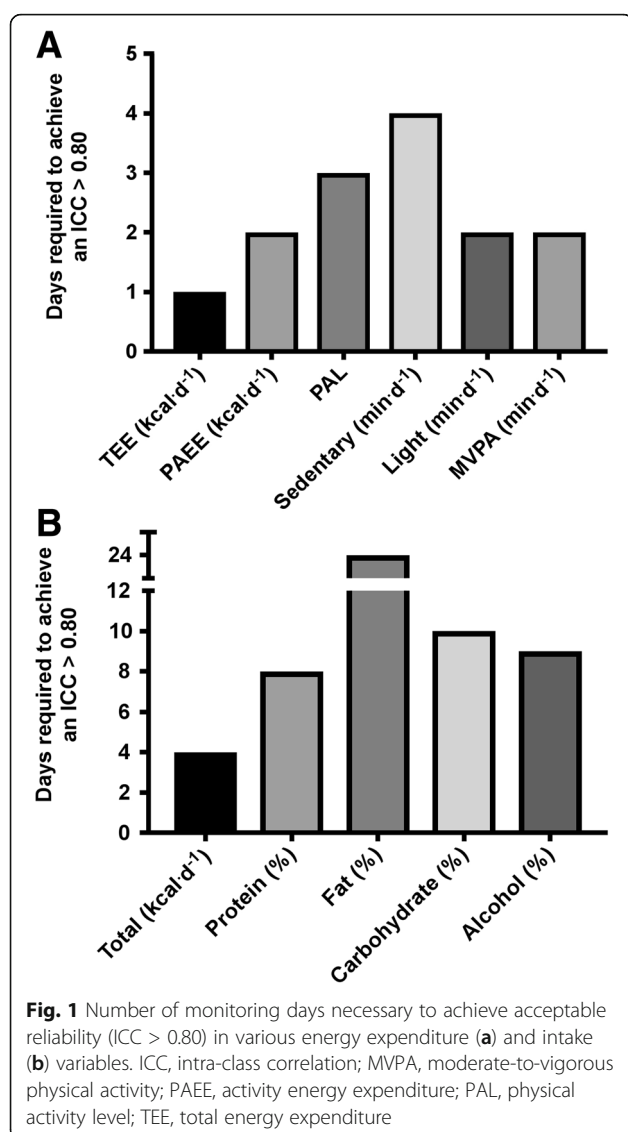 A
Days required to achieve
an ICC > 0.80
5
4
3
2
1
0
TEE (kcal·d⁻¹)
PAEE (kcal·d⁻¹)
PAL
Sedentary (min·d⁻¹)
Light (min·d⁻¹)
MVPA (min·d⁻¹)
B
Days required to achieve
an ICC > 0.80
24
12
10
8
6
4
2
0
Total (kcal·d⁻¹)
Protein (%)
Fat (%)
Carbohydrate (%)
Alcohol (%)
Fig. 1 Number of monitoring days necessary to achieve acceptable
reliability (ICC > 0.80) in various energy expenditure (a) and intake
(b) variables. ICC, intra-class correlation; MVPA, moderate-to-vigorous
physical activity; PAEE, activity energy expenditure; PAL, physical
activity level; TEE, total energy expenditure